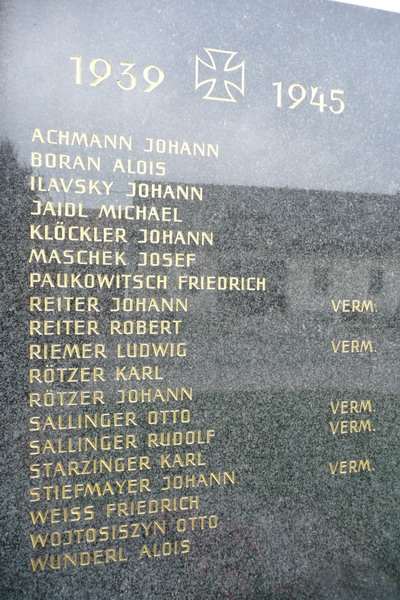 1939 1945
ACHMANN JOHANN
BORAN ALOIS
ILAVSKY JOHANN
JAIDL MICHAEL
KLÖCKLER JOHANN
MASCHEK JOSEF
PAUKOWITSCH FRIEDRICH
REITER JOHANN VERM.
REITER ROBERT
RIEMER LUDWIG VERM.
RÖTZER KARL
RÖTZER JOHANN
SALLINGER OTTO VERM.
SALLINGER RUDOLF VERM.
STARZINGER KARL
STIEFMAYER JOHANN VERM.
WEISS FRIEDRICH
WOJTOSISZYN OTTO
WUNDERL ALOIS